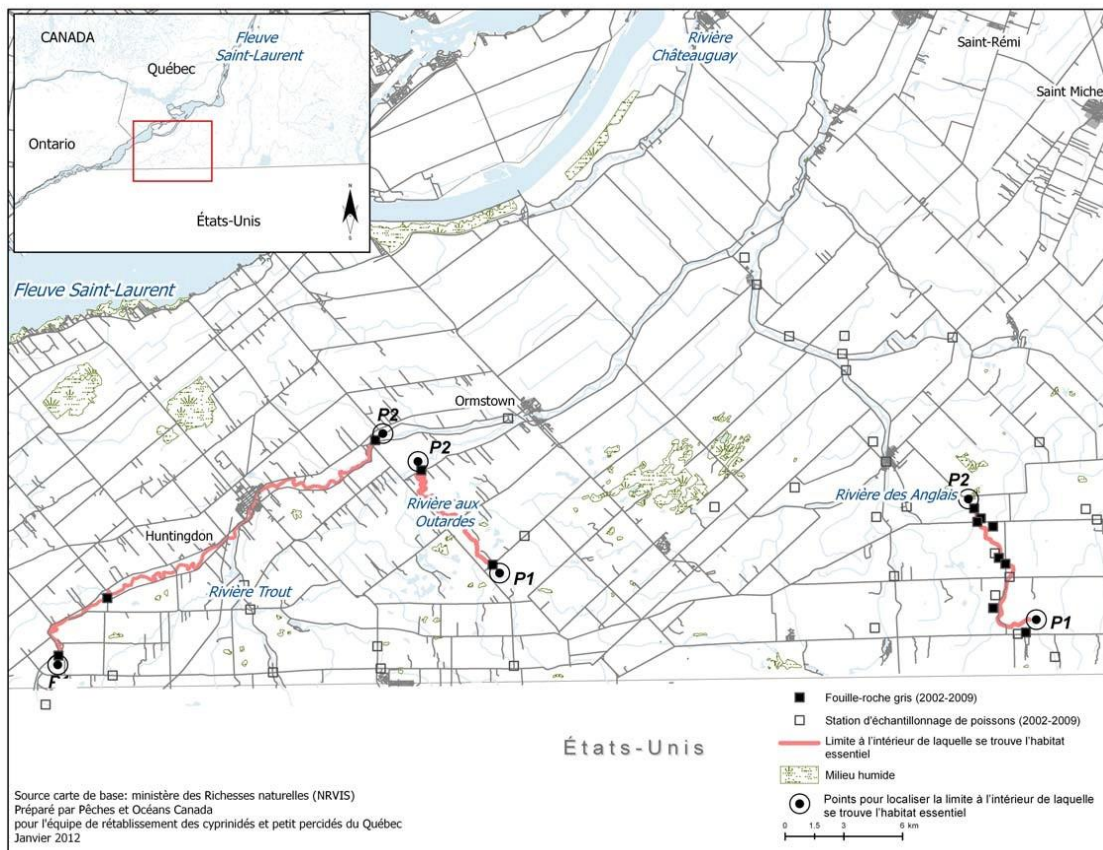 CANADA
Fleuve
Saint-Laurent
Québec
Ontario
États-Unis
N
S
Rivière
Châteauguay
Saint-Rémi
Saint Miche
Fleuve Saint-Laurent
Ormstown
P2
P2
Rivière aux
Outardes
P2
Rivière des Anglais
Huntingdon
P1
Rivière Trout
P1
États-Unis
Fouille-roche gris (2002-2009)
Station d'échantillonnage de poissons (2002-2009)
Limite à l'intérieur de laquelle se trouve l'habitat
essentiel
Milieu humide
Points pour localiser la limite à l'intérieur de laquelle
se trouve l'habitat essentiel
0 1.5 3 6 km
Source carte de base: ministère des Richesses naturelles (NRVIS)
Préparé par Pêches et Océans Canada
pour l'équipe de rétablissement des cyprinidés et petit percidés du Québec
Janvier 2012